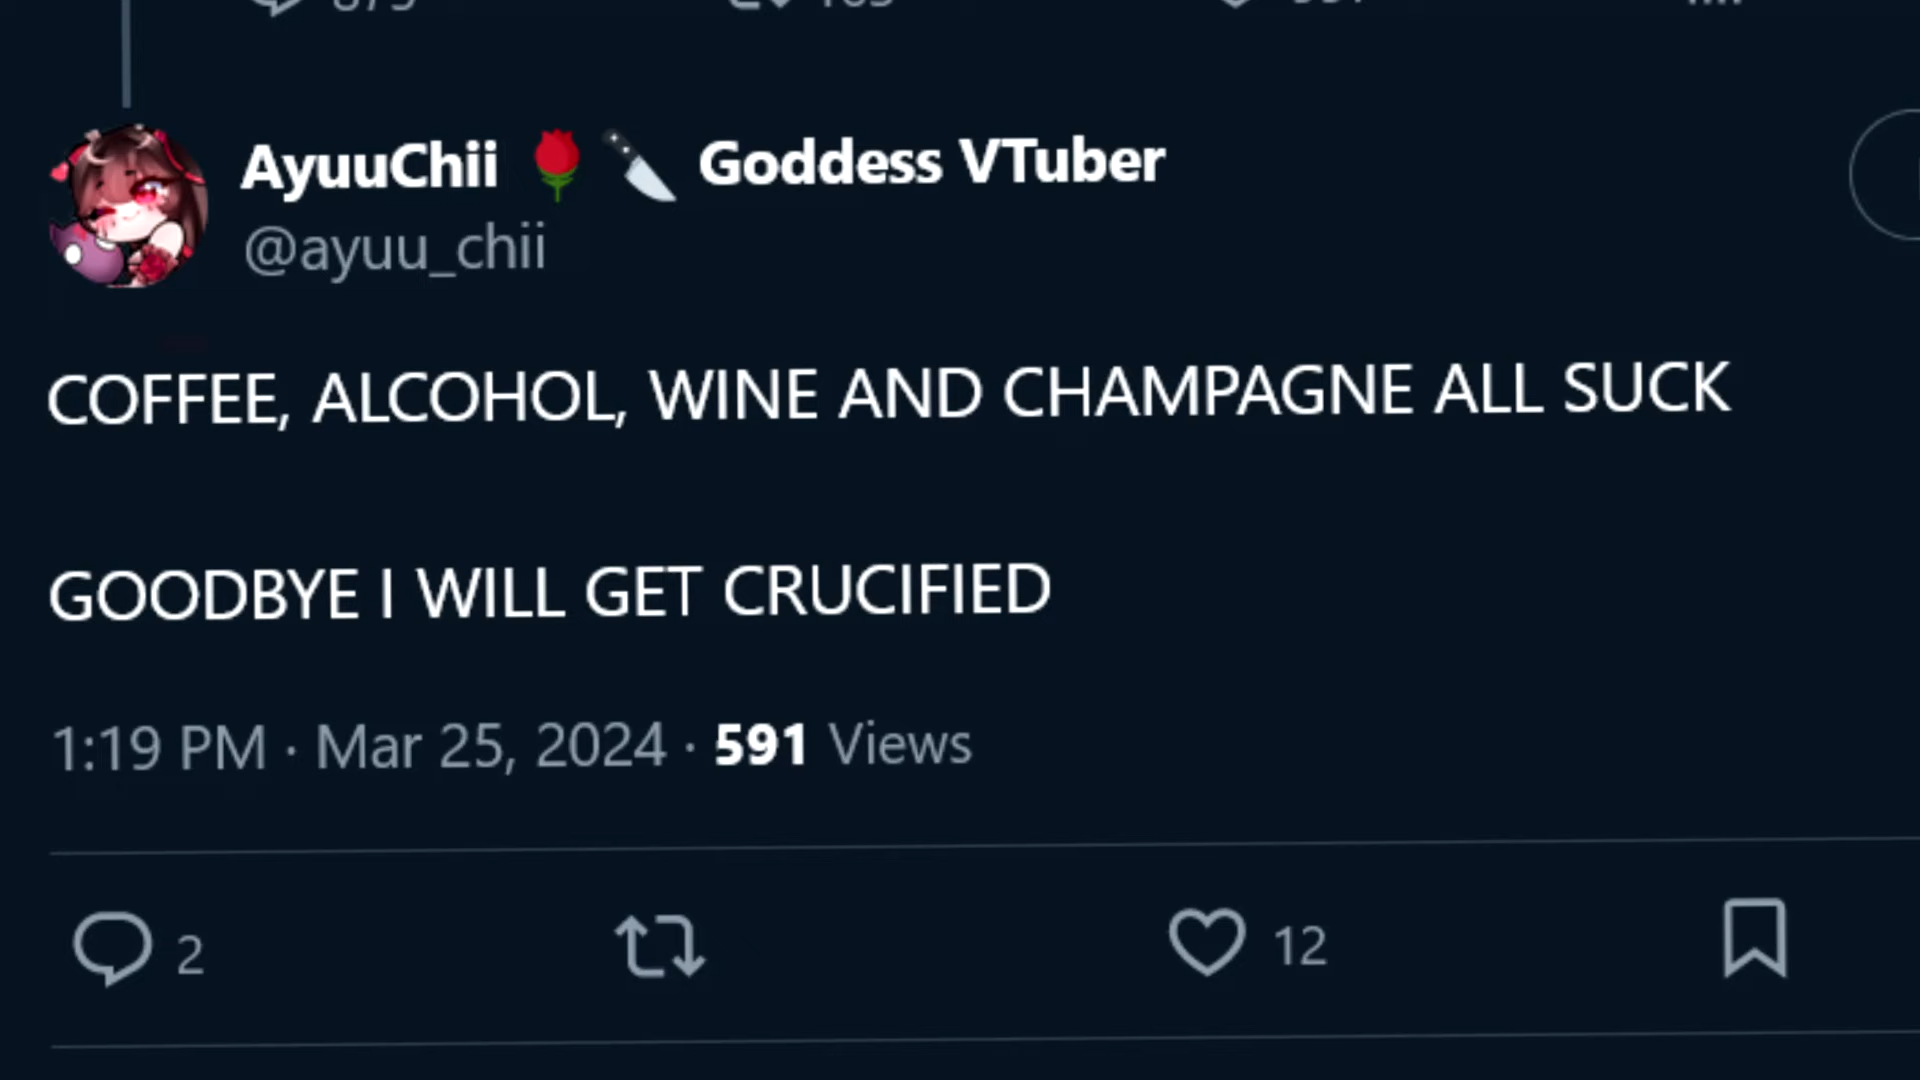 AyuuChii 🌹🔪 Goddess VTuber
@ayuu_chii
COFFEE, ALCOHOL, WINE AND CHAMPAGNE ALL SUCK
GOODBYE I WILL GET CRUCIFIED
1:19 PM · Mar 25, 2024 · 591 Views
2 12